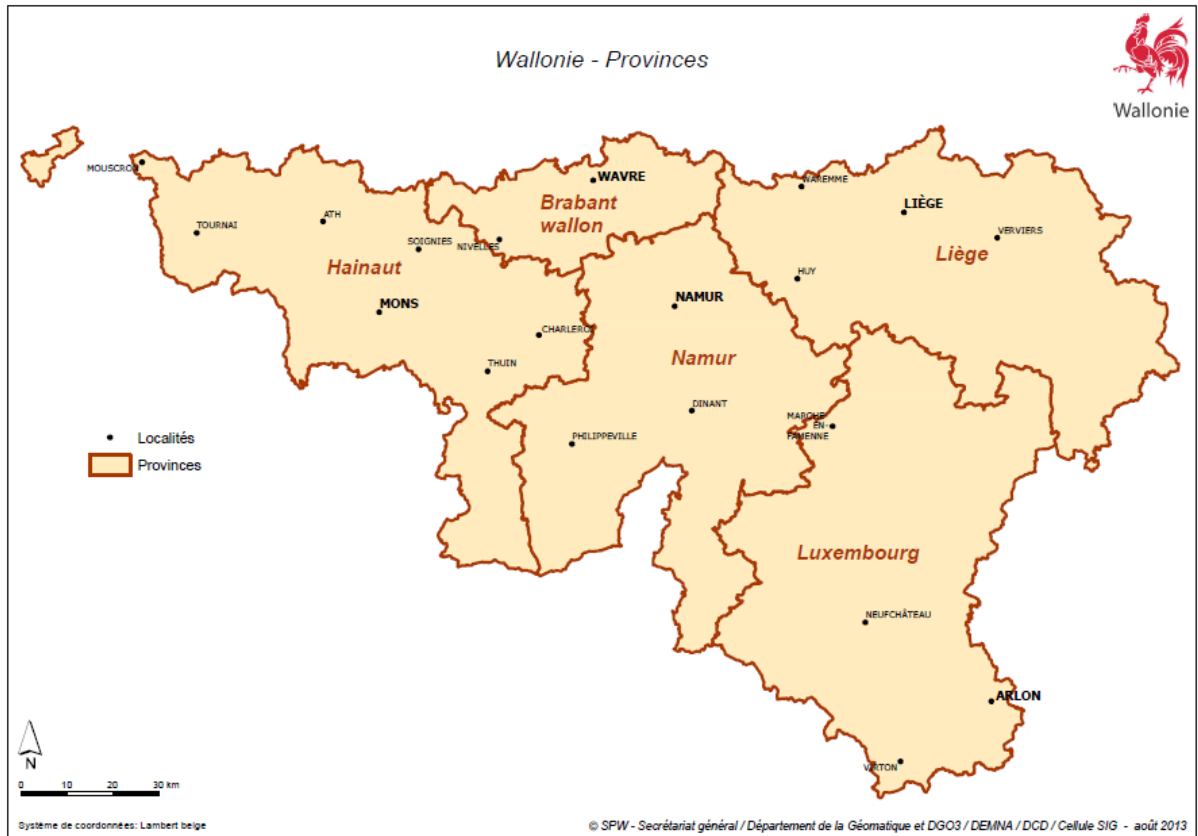 Wallonie - Provinces
Wallonie
MOUSCRON
WAVRE
WAREMME
Brabant
wallon
LIÈGE
ATH
TOURNAI
VERVIERS
SOIGNIES
NIVELLES
Liège
Hainaut
HUY
MONS
NAMUR
CHARLEROI
Namur
THUIN
DINANT
MARCHE
EN-
FAMENNE
PHILIPPEVILLE
Localités
Provinces
Luxembourg
NEUFCHÂTEAU
ARLON
VIRTON
N
0 10 20 30 km
Système de coordonnées: Lambert belge
© SPW - Secrétariat général / Département de la Géomatique et DGO3 / DEMNA / DCD / Cellule SIG - août 2013